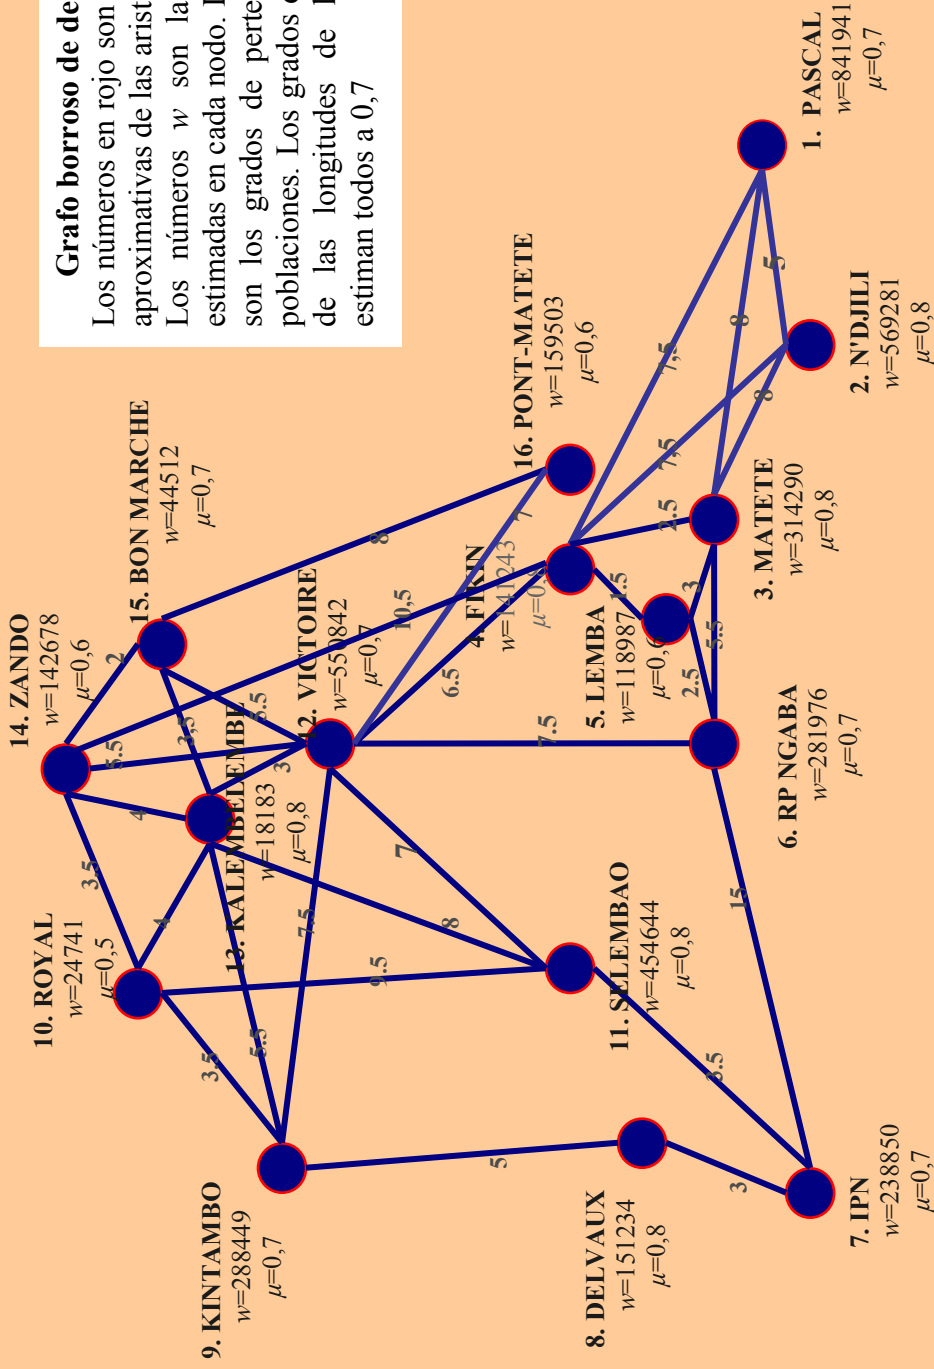 Grafo borroso de de
Los números en rojo son
aproximativas de las arist
Los números w son la
estimadas en cada nodo.
son los grados de perte
poblaciones. Los grados
de las longitudes de
estiman todos a 0,7
14. ZANDO
w=142678
μ=0,6
15. BON MARCHE
w=44512
μ=0,7
10. ROYAL
w=24741
μ=0,5
13. KALEMBELEMBE
w=18183
μ=0,8
12. VICTOIRE
w=550842
μ=0,7
16. PONT-MATETE
w=159503
μ=0,6
9. KINTAMBO
w=288449
μ=0,7
4. FIKIN
w=141243
5. LEMBA
w=118987
μ=0,6
11. SELEMBAO
w=454644
μ=0,8
8. DELVAUX
w=151234
μ=0,8
3. MATETE
w=314290
μ=0,8
1. PASCAL
w=841941
μ=0,7
6. RP NGABA
w=281976
μ=0,7
2. N'DJILI
w=569281
μ=0,8
7. IPN
w=238850
μ=0,7
2
5.5
4
3.5
4
3,5
3
3.5
5.5
7,5
10,5
8
7
6.5
7
8
9.5
7.5
1.5
2.5
3
5.5
2.5
7,5
7,5
8
8
5
15
5
3